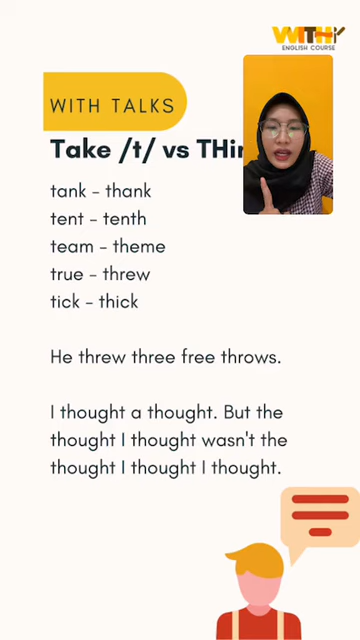 WITH
ENGLISH COURSE
WITH TALKS
Take /t/ vs THin
tank – thank
tent – tenth
team – theme
true – threw
tick – thick
He threw three free throws.
I thought a thought. But the
thought I thought wasn't the
thought I thought I thought.